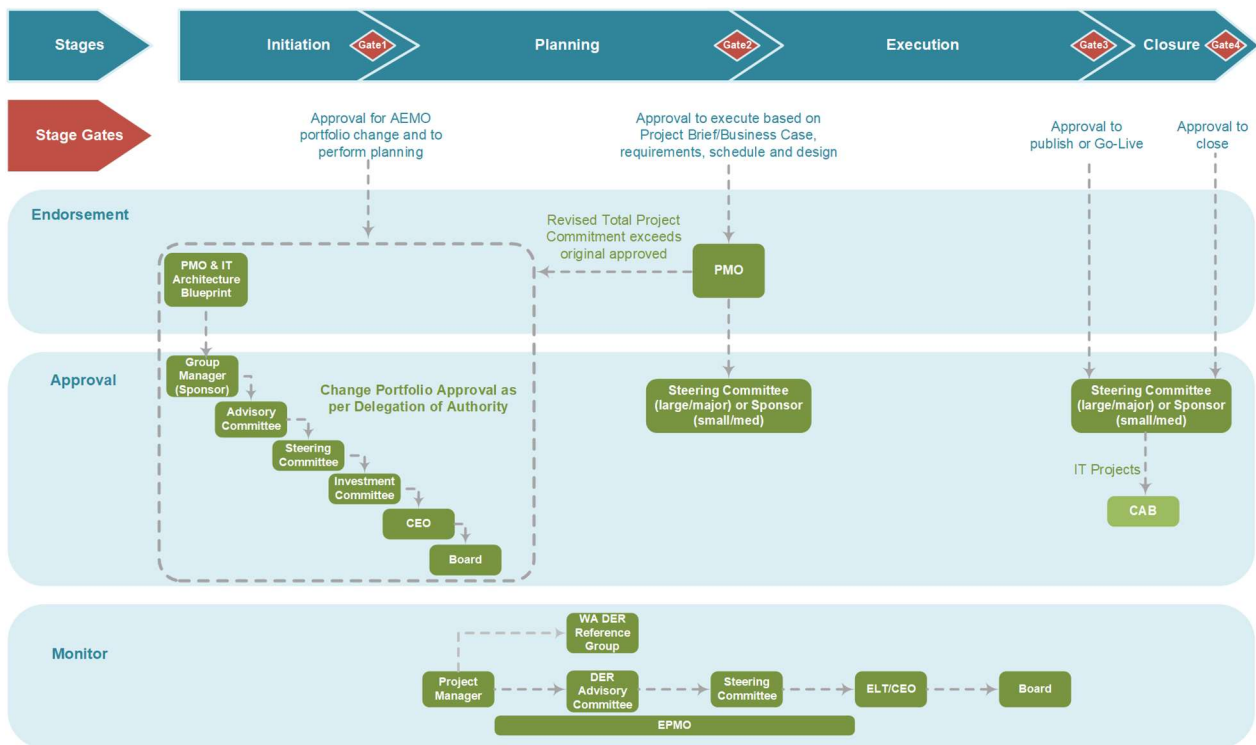 Stages
Initiation
Gate1
Planning
Gate2
Execution
Gate3
Closure
Gate4
Stage Gates
Approval for AEMO
portfolio change and to
perform planning
Approval to execute based on
Project Brief/Business Case,
requirements, schedule and design
Approval to
publish or Go-Live
Approval to
close
Endorsement
PMO & IT
Architecture
Blueprint
Revised Total Project
Commitment exceeds
original approved
PMO
Approval
Group
Manager
(Sponsor)
Advisory
Committee
Steering
Committee
Investment
Committee
CEO
Board
Change Portfolio Approval as
per Delegation of Authority
Steering Committee
(large/major) or Sponsor
(small/med)
Steering Committee
(large/major) or Sponsor
(small/med)
IT Projects
CAB
Monitor
WA DER
Reference
Group
Project
Manager
DER
Advisory
Committee
Steering
Committee
ELT/CEO
Board
EPMO